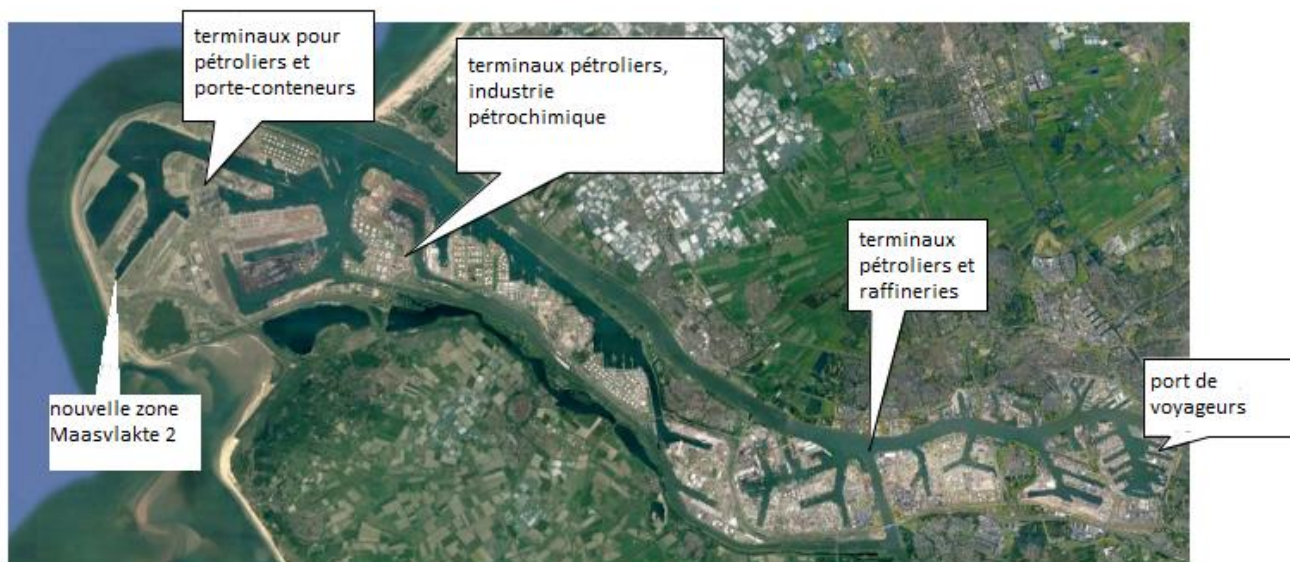 terminaux pour
pétroliers et
porte-conteneurs
terminaux pétroliers,
industrie
pétrochimique
terminaux
pétroliers et
raffineries
port de
voyageurs
nouvelle zone
Maasvlakte 2